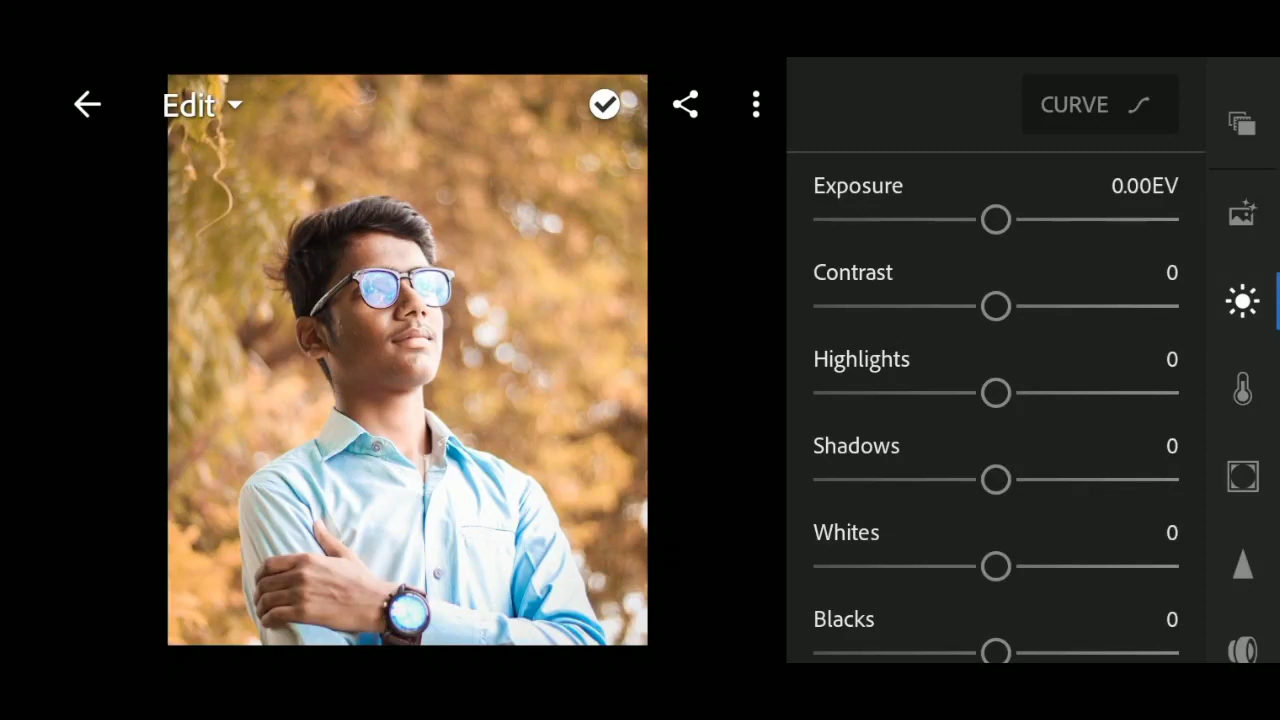 Edit
CURVE
Exposure 0.00EV
Contrast 0
Highlights 0
Shadows 0
Whites 0
Blacks 0